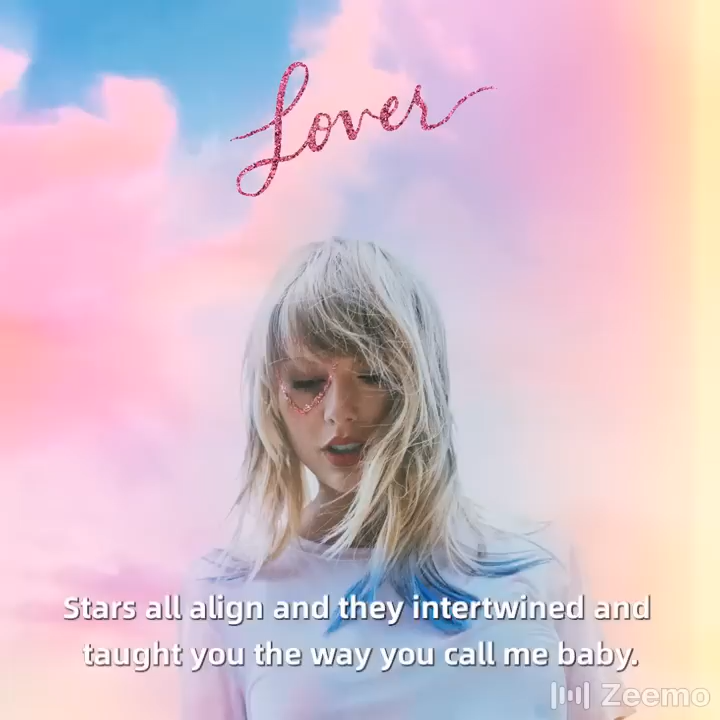 Lover
Stars all align and they intertwined and
taught you the way you call me baby.
Zeemo